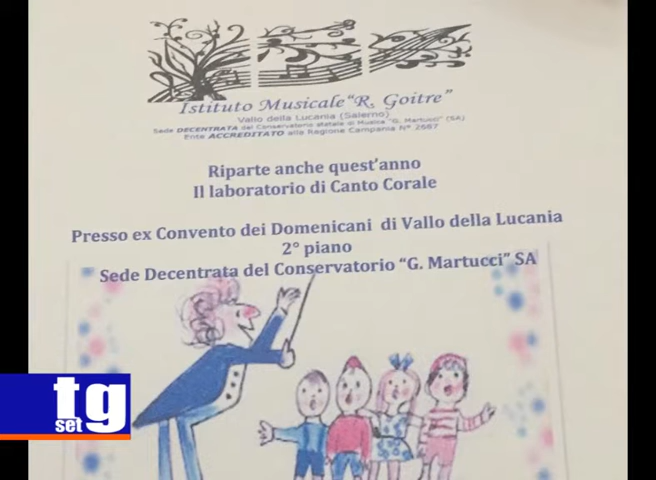 Istituto Musicale "R. Goitre"
Vallo della Lucania (Salerno)
Sede DECENTRATA del Conservatorio statale di Musica "G. Martucci" (SA)
Ente ACCREDITATO alla Regione Campania N° 2687
Riparte anche quest'anno
Il laboratorio di Canto Corale
Presso ex Convento dei Domenicani di Vallo della Lucania
2° piano
Sede Decentrata del Conservatorio "G. Martucci" SA
tg
set